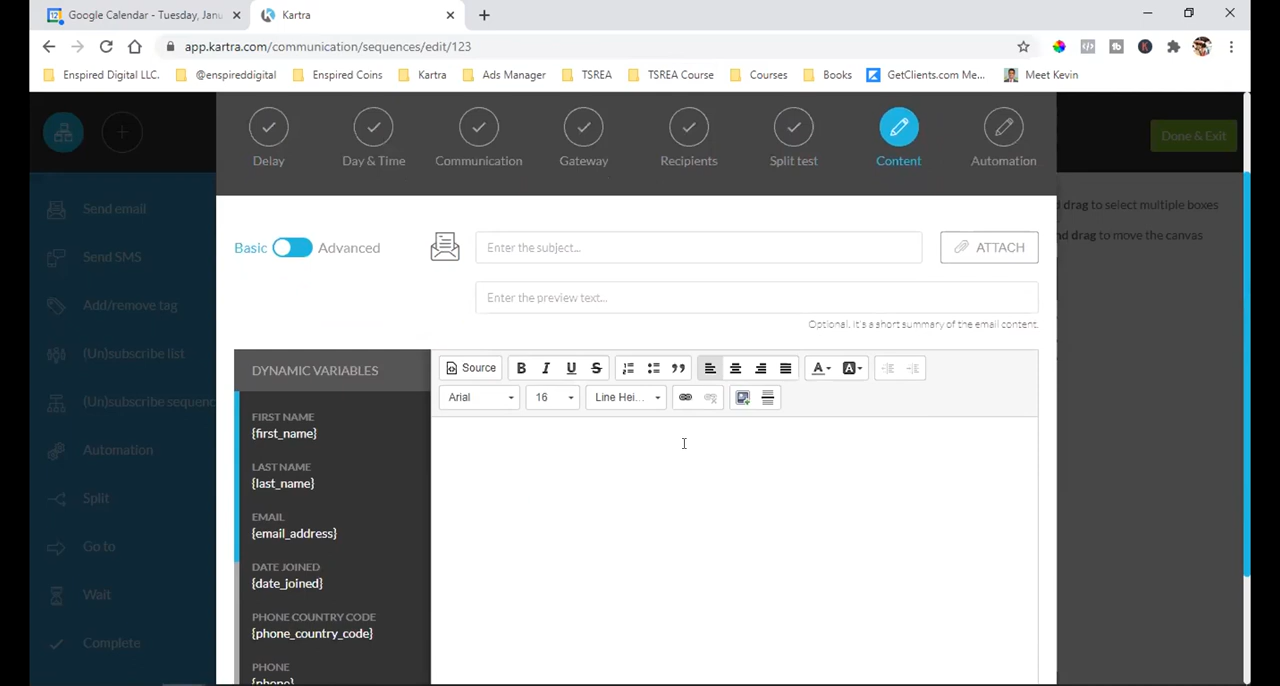 Google Calendar - Tuesday, Janu
Kartra
app.kartra.com/communication/sequences/edit/123
Enspired Digital LLC.
@enspireddigital
Enspired Coins
Kartra
Ads Manager
TSREA
TSREA Course
Courses
Books
GetClients.com Me...
Meet Kevin
Delay
Day & Time
Communication
Gateway
Recipients
Split test
Content
Automation
Done & Exit
Send email
Send SMS
Add/remove tag
(Un)subscribe list
(Un)subscribe sequenc
Automation
Split
Go to
Wait
Complete
d drag to select multiple boxes
nd drag to move the canvas
Basic
Advanced
Enter the subject...
ATTACH
Enter the preview text...
Optional. It's a short summary of the email content.
DYNAMIC VARIABLES
FIRST NAME
{first_name}
LAST NAME
{last_name}
EMAIL
{email_address}
DATE JOINED
{date_joined}
PHONE COUNTRY CODE
{phone_country_code}
PHONE
{phone}
Source
B I U S
A
A
Arial
16
Line Hei...